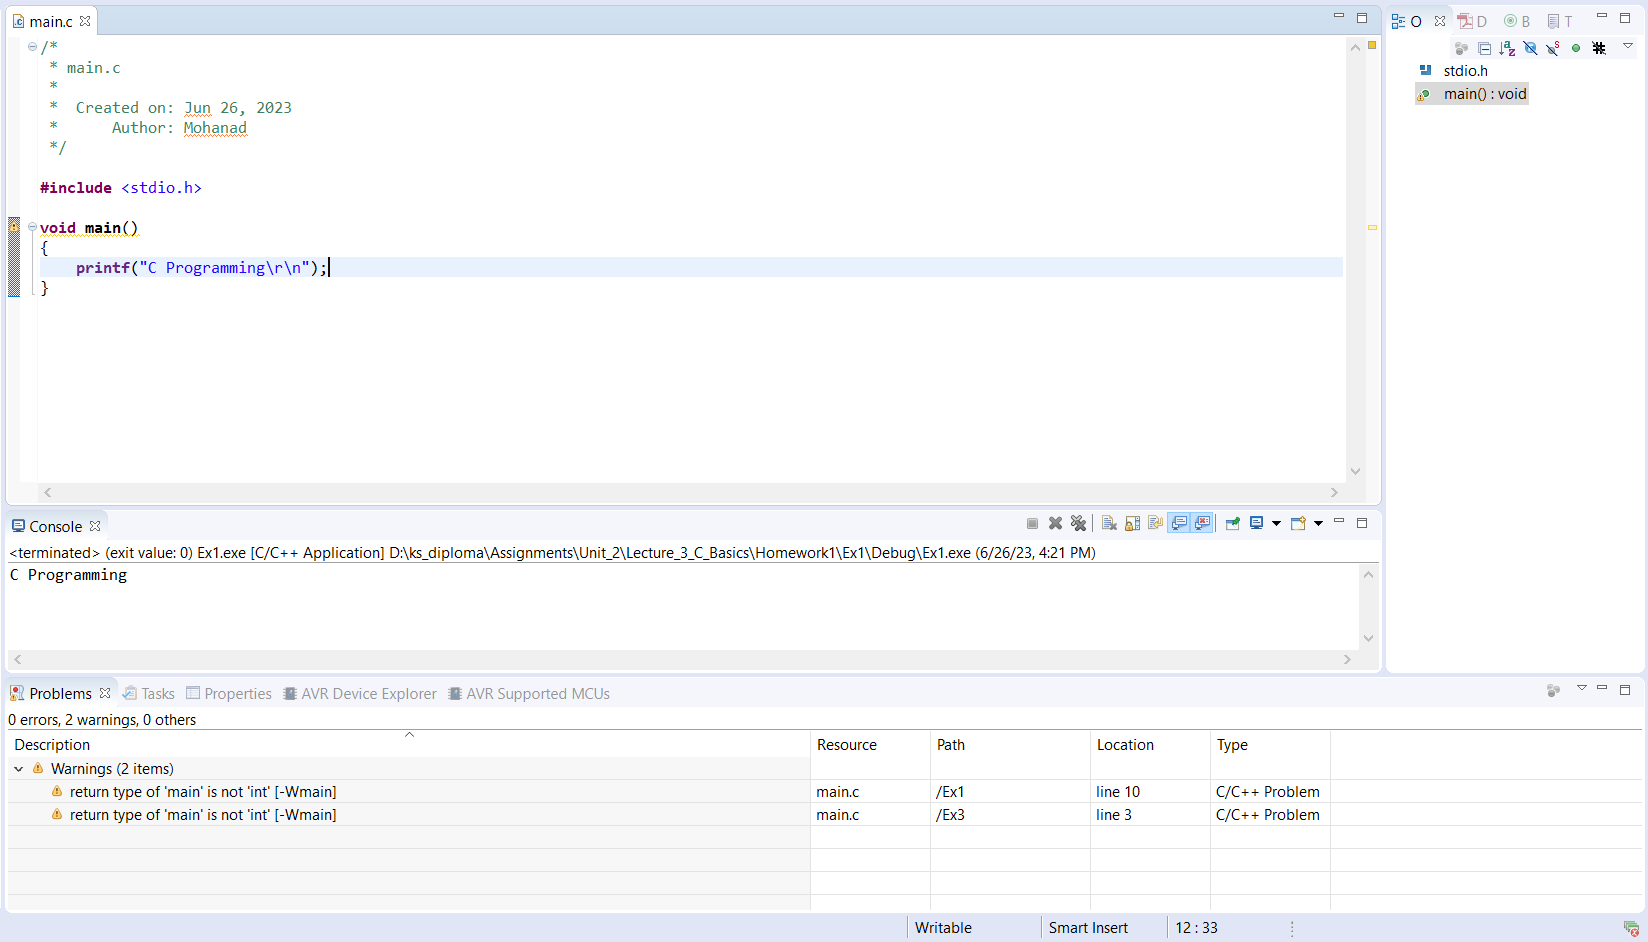 main.c
/*
 * main.c
 *
 *  Created on: Jun 26, 2023
 *      Author: Mohanad
 */
#include <stdio.h>
void main()
{
    printf("C Programming\r\n");
}
O D B T
stdio.h
main() : void
Console
<terminated> (exit value: 0) Ex1.exe [C/C++ Application] D:\ks_diploma\Assignments\Unit_2\Lecture_3_C_Basics\Homework1\Ex1\Debug\Ex1.exe (6/26/23, 4:21 PM)
C Programming
Problems Tasks Properties AVR Device Explorer AVR Supported MCUs
0 errors, 2 warnings, 0 others
Description Resource Path Location Type
Warnings (2 items)
return type of 'main' is not 'int' [-Wmain] main.c /Ex1 line 10 C/C++ Problem
return type of 'main' is not 'int' [-Wmain] main.c /Ex3 line 3 C/C++ Problem
Writable Smart Insert 12 : 33